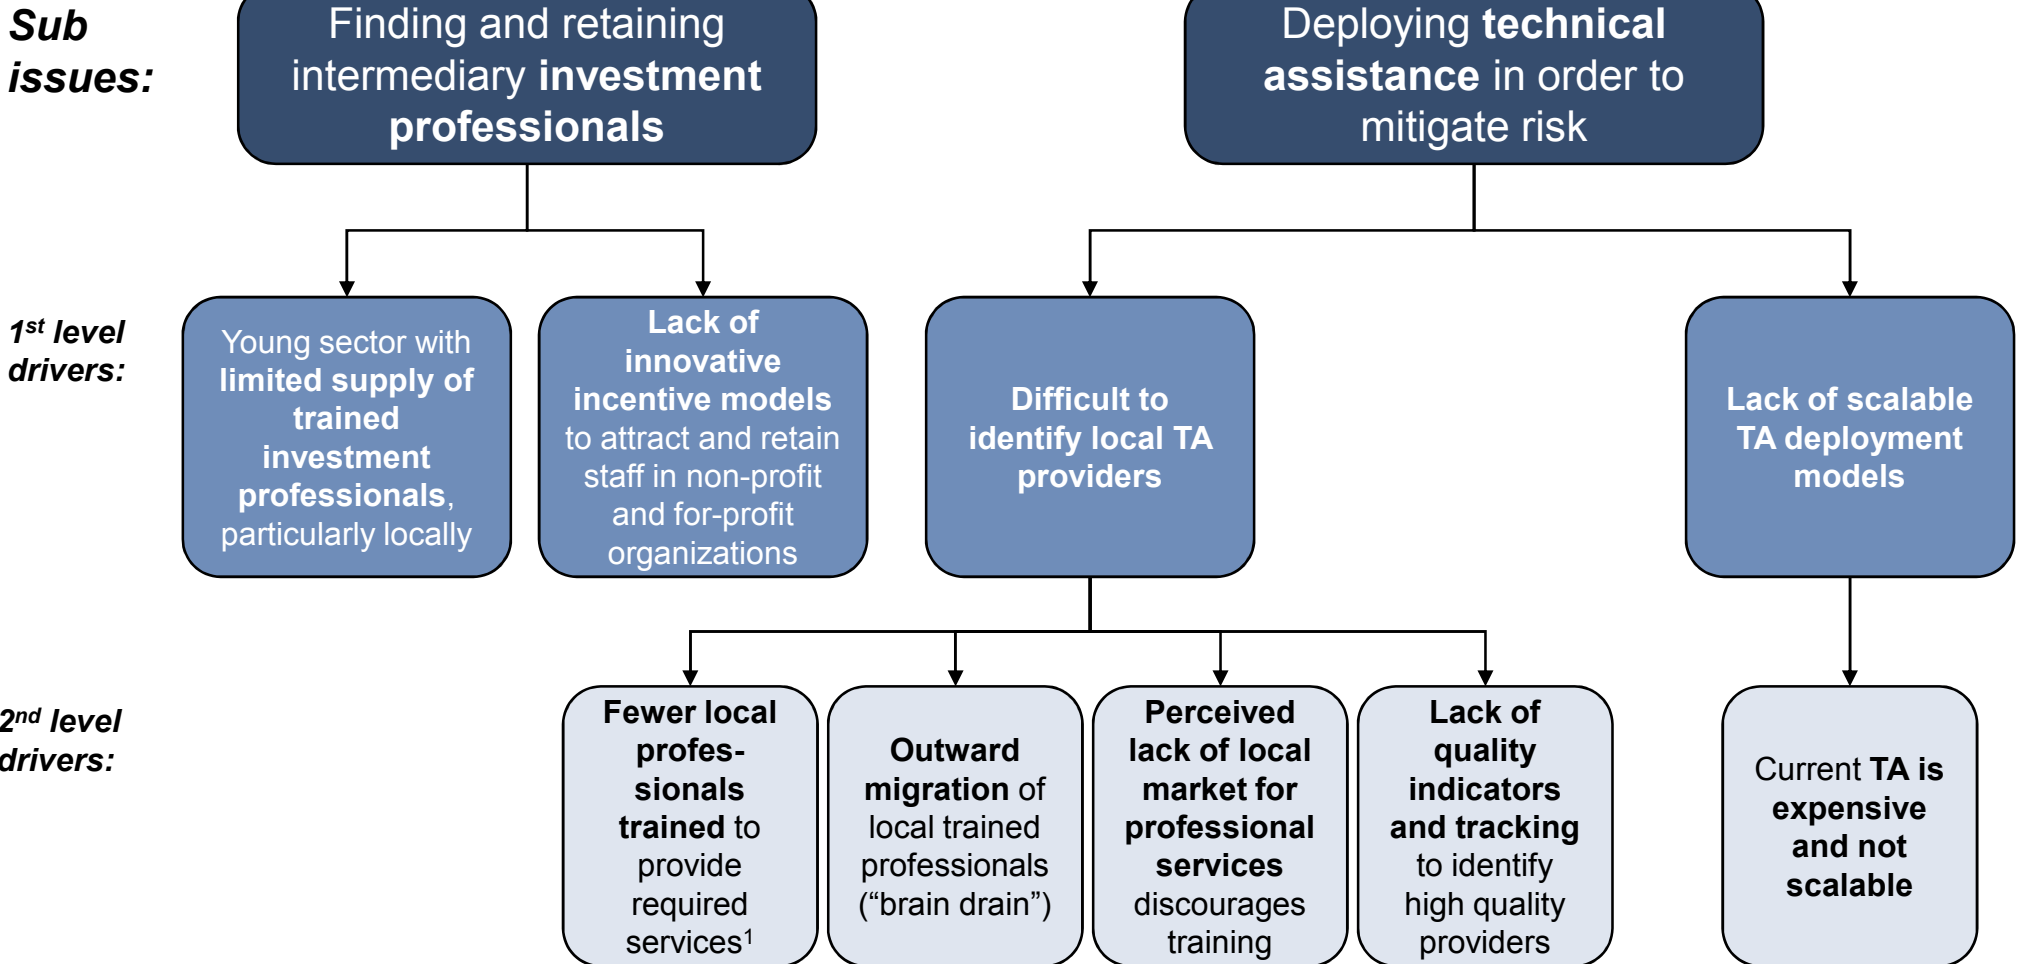 Sub
issues:
Finding and retaining
intermediary investment
professionals
Deploying technical
assistance in order to
mitigate risk
1st level
drivers:
Young sector with
limited supply of
trained
investment
professionals,
particularly locally
Lack of
innovative
incentive models
to attract and retain
staff in non-profit
and for-profit
organizations
Difficult to
identify local TA
providers
Lack of scalable
TA deployment
models
2nd level
drivers:
Fewer local
profes-
sionals
trained to
provide
required
services1
Outward
migration of
local trained
professionals
(“brain drain”)
Perceived
lack of local
market for
professional
services
discourages
training
Lack of
quality
indicators
and tracking
to identify
high quality
providers
Current TA is
expensive
and not
scalable